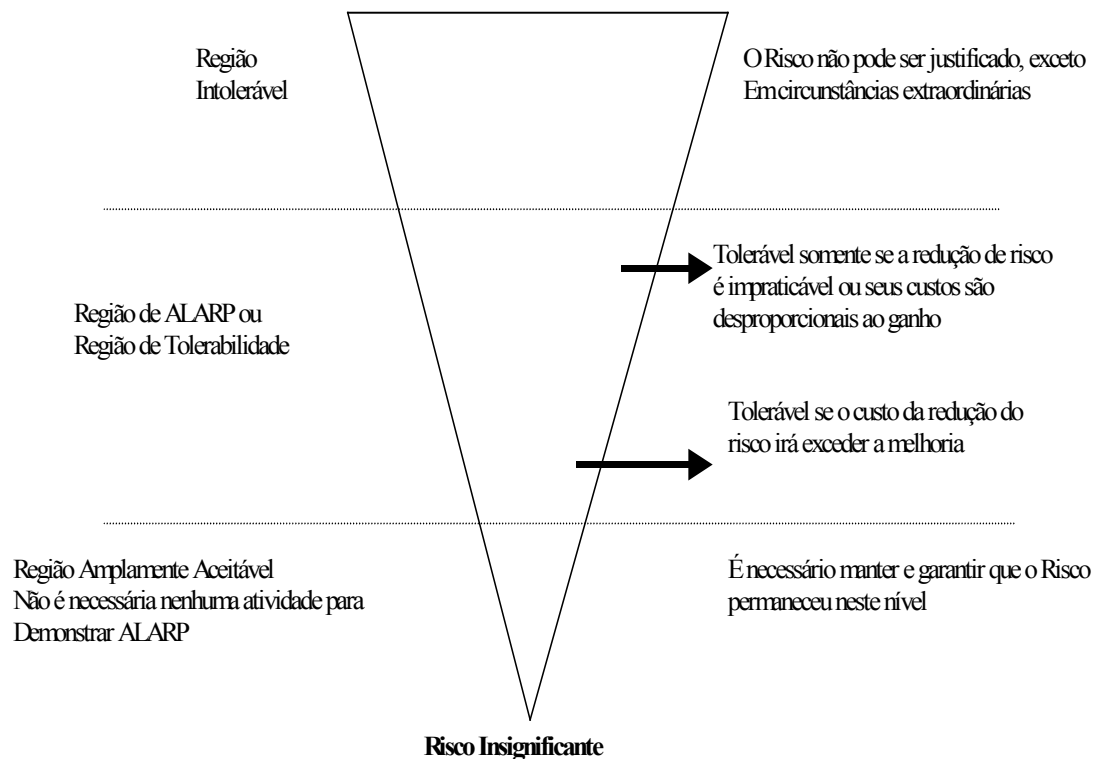 Região
Intolerável
O Risco não pode ser justificado, exceto
Em circunstâncias extraordinárias
Região de ALARP ou
Região de Tolerabilidade
Tolerável somente se a redução de risco
é impraticável ou seus custos são
desproporcionais ao ganho
Tolerável se o custo da redução do
risco irá exceder a melhoria
Região Amplamente Aceitável
Não é necessária nenhuma atividade para
Demonstrar ALARP
É necessário manter e garantir que o Risco
permaneceu neste nível
Risco Insignificante